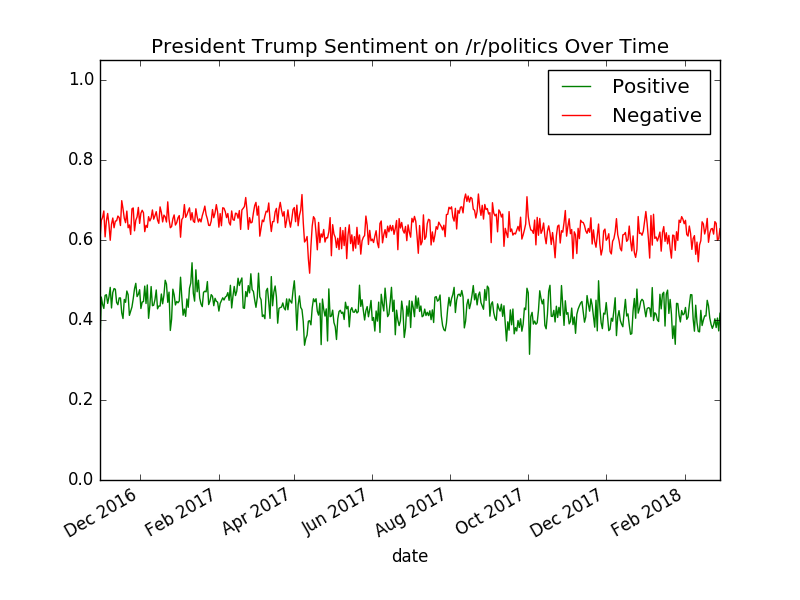 President Trump Sentiment on /r/politics Over Time
1.0
Positive
Negative
0.8
0.6
0.4
0.2
0.0
Dec 2016
Feb 2017
Apr 2017
Jun 2017
Aug 2017
Oct 2017
Dec 2017
Feb 2018
date